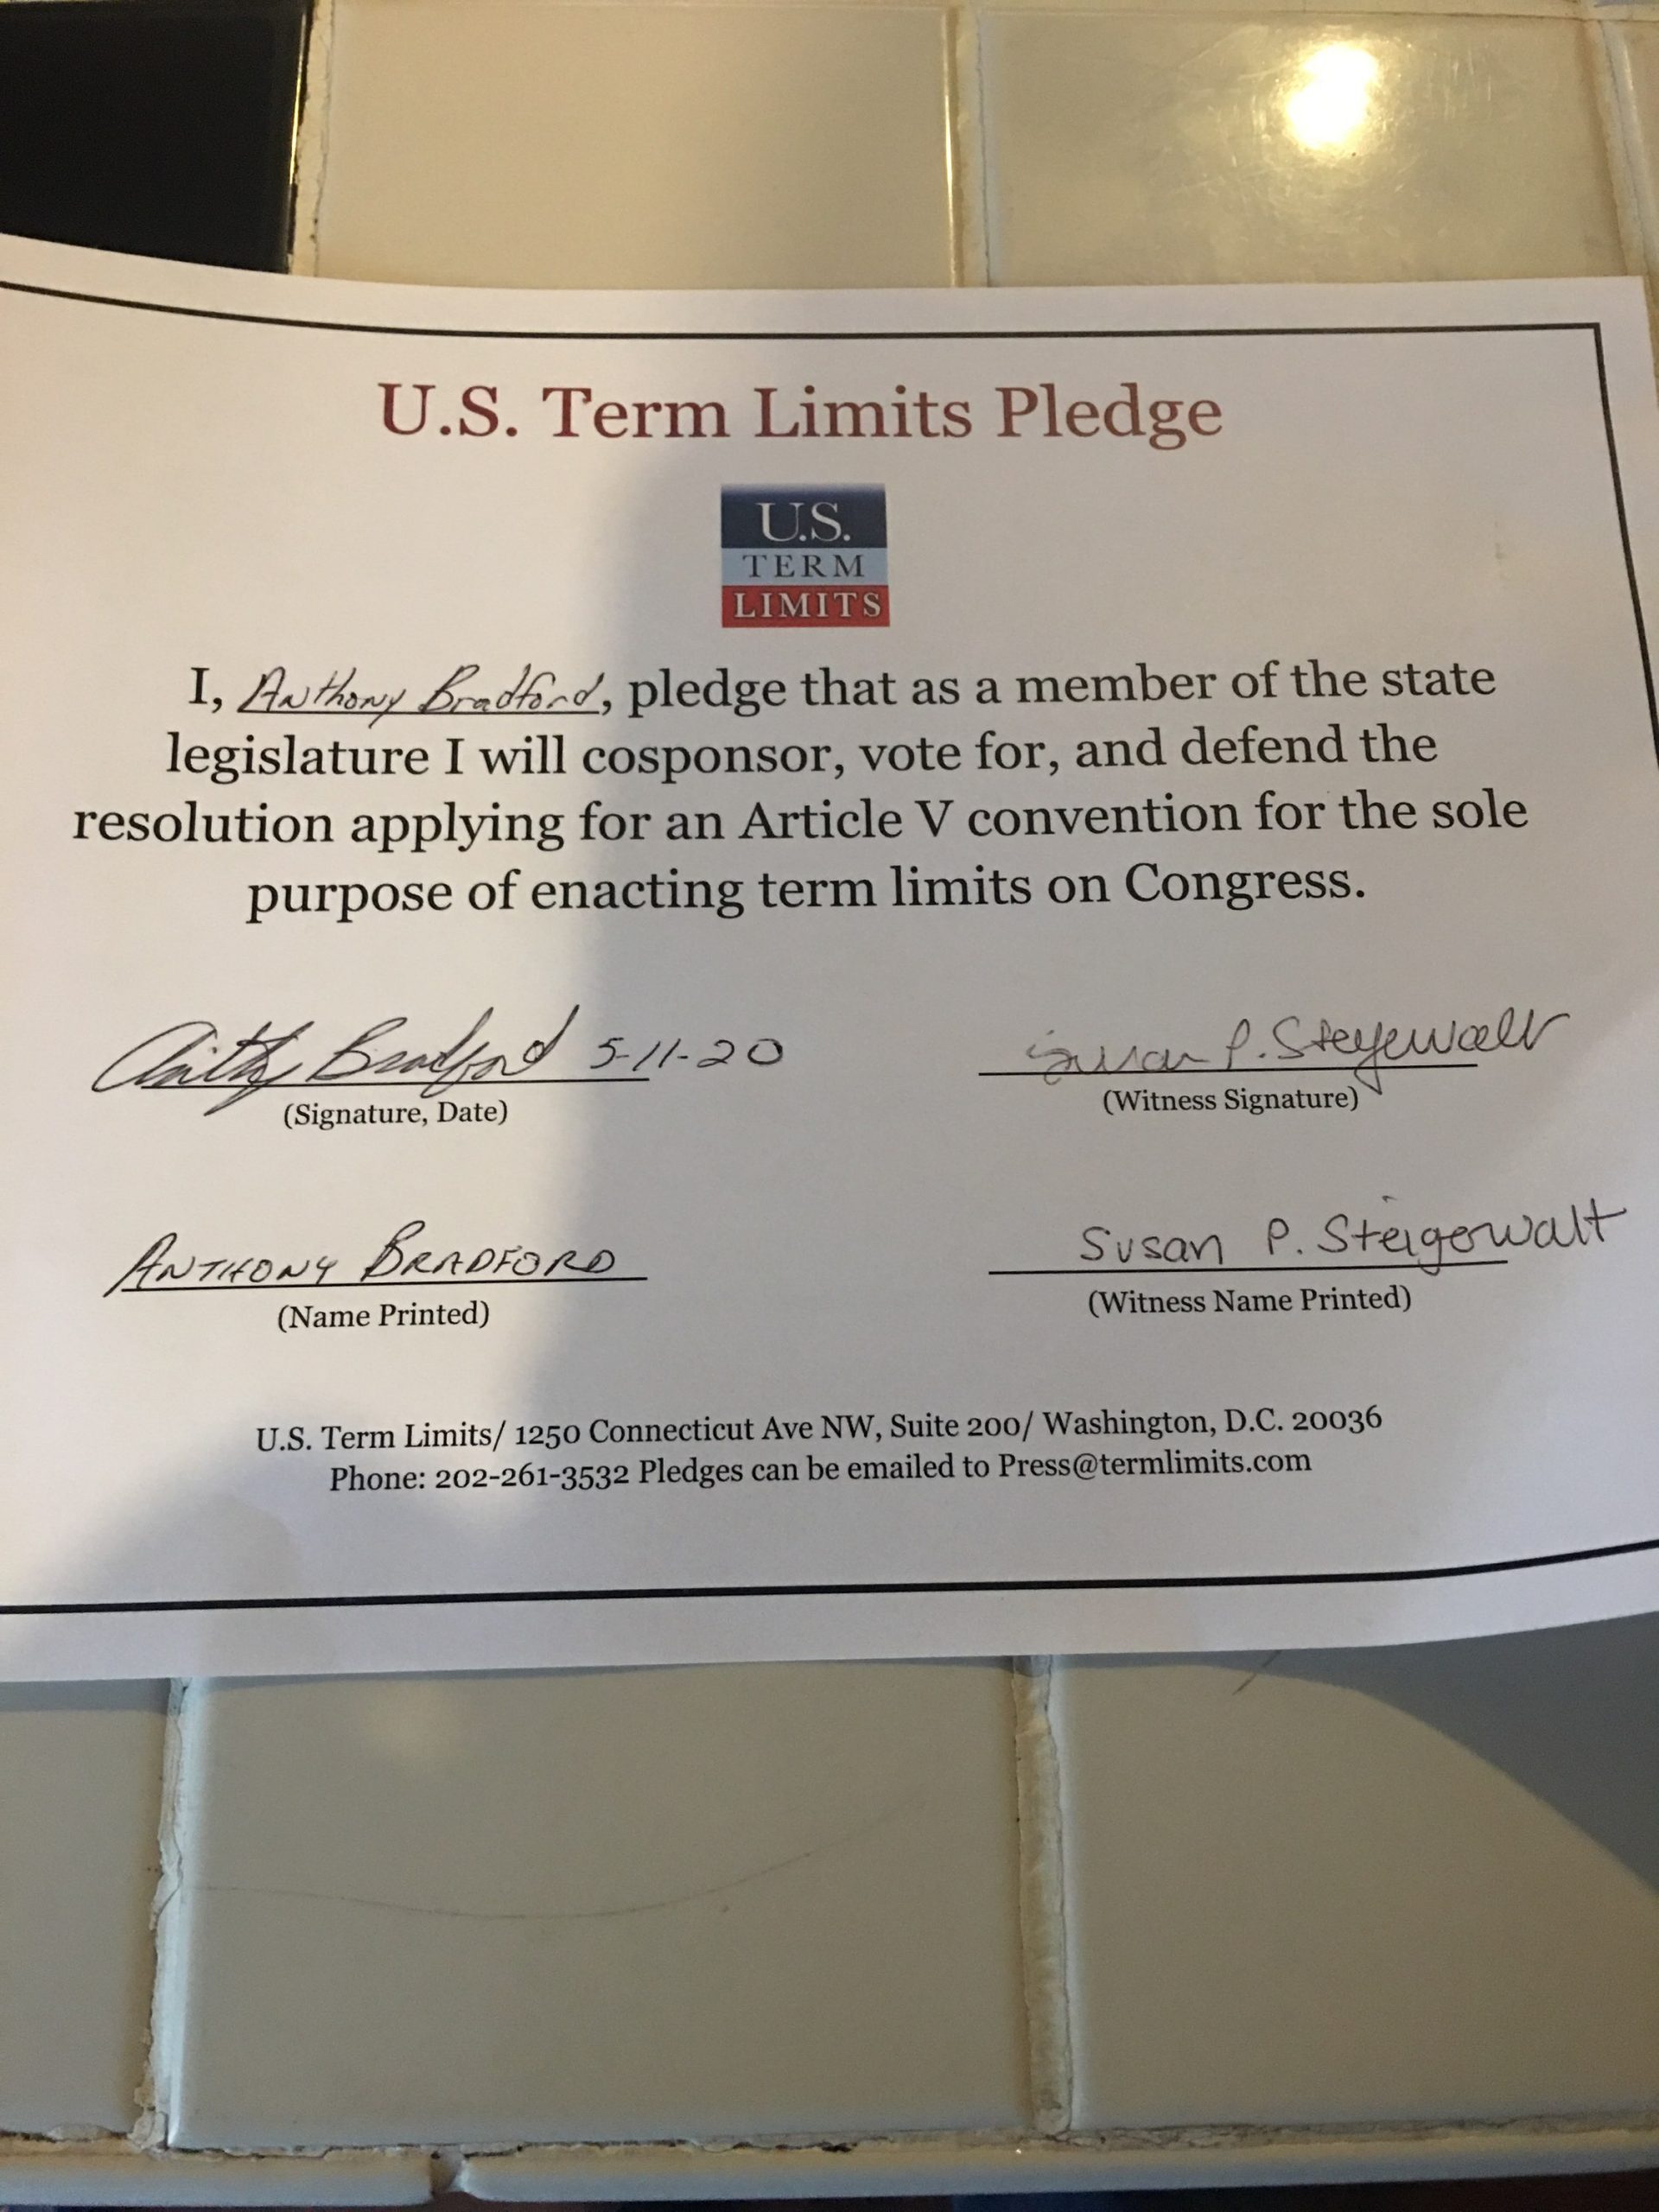 U.S. Term Limits Pledge
U.S.
TERM
LIMITS
I, Anthony Bradford, pledge that as a member of the state
legislature I will cosponsor, vote for, and defend the
resolution applying for an Article V convention for the sole
purpose of enacting term limits on Congress.
Anthony Bradford 5-11-20
(Signature, Date)
Susan P. Steigerwalt
(Witness Signature)
ANTHONY BRADFORD
(Name Printed)
Susan P. Steigerwalt
(Witness Name Printed)
U.S. Term Limits/ 1250 Connecticut Ave NW, Suite 200/ Washington, D.C. 20036
Phone: 202-261-3532 Pledges can be emailed to Press@termlimits.com